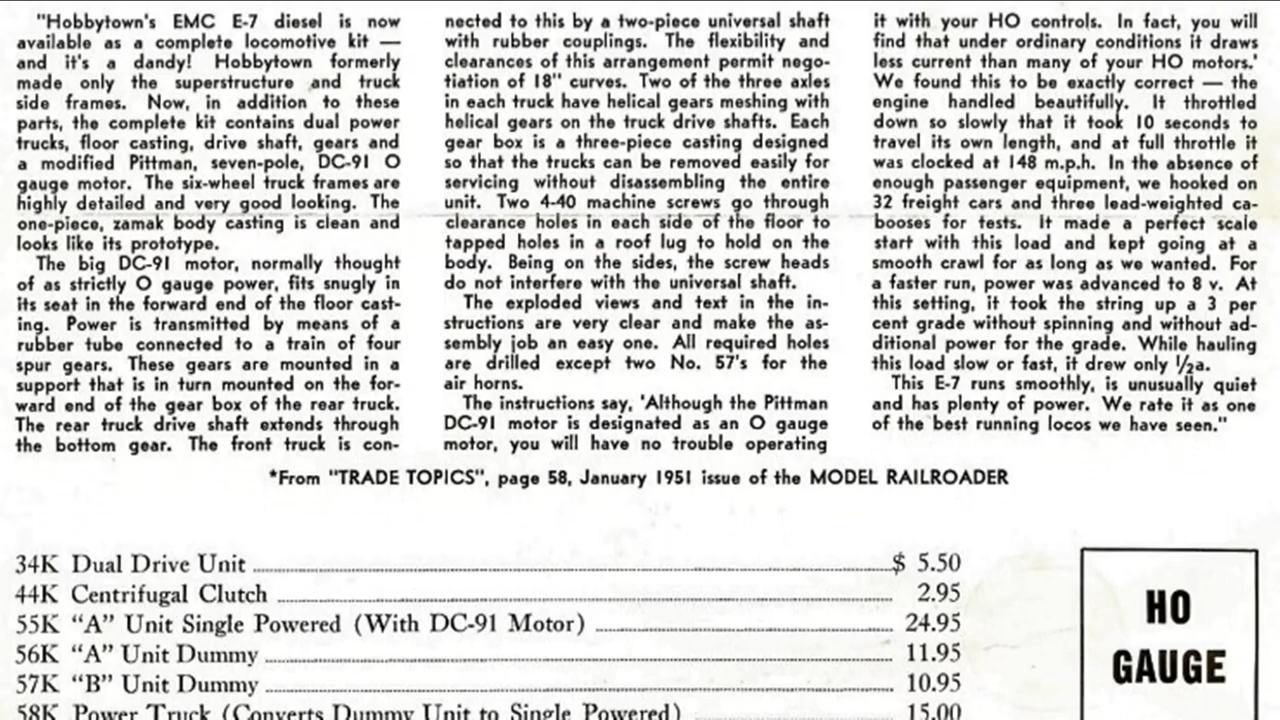 "Hobbytown's EMC E-7 diesel is now
available as a complete locomotive kit —
and it's a dandy! Hobbytown formerly
made only the superstructure and truck
side frames. Now, in addition to these
parts, the complete kit contains dual power
trucks, floor casting, drive shaft, gears and
a modified Pittman, seven-pole, DC-91 O
gauge motor. The six-wheel truck frames are
highly detailed and very good looking. The
one-piece, zamak body casting is clean and
looks like its prototype.
The big DC-91 motor, normally thought
of as strictly O gauge power, fits snugly in
its seat in the forward end of the floor cast-
ing. Power is transmitted by means of a
rubber tube connected to a train of four
spur gears. These gears are mounted in a
support that is in turn mounted on the for-
ward end of the gear box of the rear truck.
The rear truck drive shaft extends through
the bottom gear. The front truck is con-
nected to this by a two-piece universal shaft
with rubber couplings. The flexibility and
clearances of this arrangement permit nego-
tiation of 18" curves. Two of the three axles
in each truck have helical gears meshing with
helical gears on the truck drive shafts. Each
gear box is a three-piece casting designed
so that the trucks can be removed easily for
servicing without disassembling the entire
unit. Two 4-40 machine screws go through
clearance holes in each side of the floor to
tapped holes in a roof lug to hold on the
body. Being on the sides, the screw heads
do not interfere with the universal shaft.
The exploded views and text in the in-
structions are very clear and make the as-
sembly job an easy one. All required holes
are drilled except two No. 57's for the
air horns.
The instructions say, 'Although the Pittman
DC-91 motor is designated as an O gauge
motor, you will have no trouble operating
it with your HO controls. In fact, you will
find that under ordinary conditions it draws
less current than many of your HO motors.'
We found this to be exactly correct — the
engine handled beautifully. It throttled
down so slowly that it took 10 seconds to
travel its own length, and at full throttle it
was clocked at 148 m.p.h. In the absence of
enough passenger equipment, we hooked on
32 freight cars and three lead-weighted ca-
booses for tests. It made a perfect scale
start with this load and kept going at a
smooth crawl for as long as we wanted. For
a faster run, power was advanced to 8 v. At
this setting, it took the string up a 3 per
cent grade without spinning and without ad-
ditional power for the grade. While hauling
this load slow or fast, it drew only ½a.
This E-7 runs smoothly, is unusually quiet
and has plenty of power. We rate it as one
of the best running locos we have seen."
*From "TRADE TOPICS", page 58, January 1951 issue of the MODEL RAILROADER
34K Dual Drive Unit $ 5.50
44K Centrifugal Clutch 2.95
55K "A" Unit Single Powered (With DC-91 Motor) 24.95
56K "A" Unit Dummy 11.95
57K "B" Unit Dummy 10.95
58K Power Truck (Converts Dummy Unit to Single Powered) 15.00
HO
GAUGE